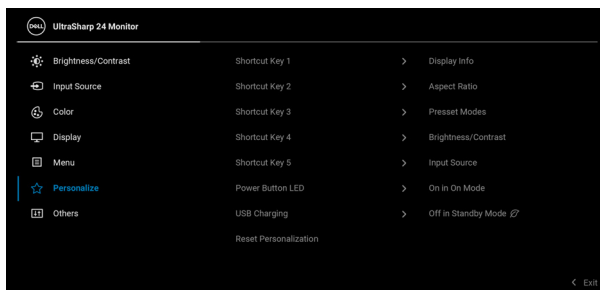 DELL UltraSharp 24 Monitor
Brightness/Contrast Shortcut Key 1 > Display Info
Input Source Shortcut Key 2 > Aspect Ratio
Color Shortcut Key 3 > Presset Modes
Display Shortcut Key 4 > Brightness/Contrast
Menu Shortcut Key 5 > Input Source
Personalize Power Button LED > On in On Mode
Others USB Charging > Off in Standby Mode
Reset Personalization
< Exit